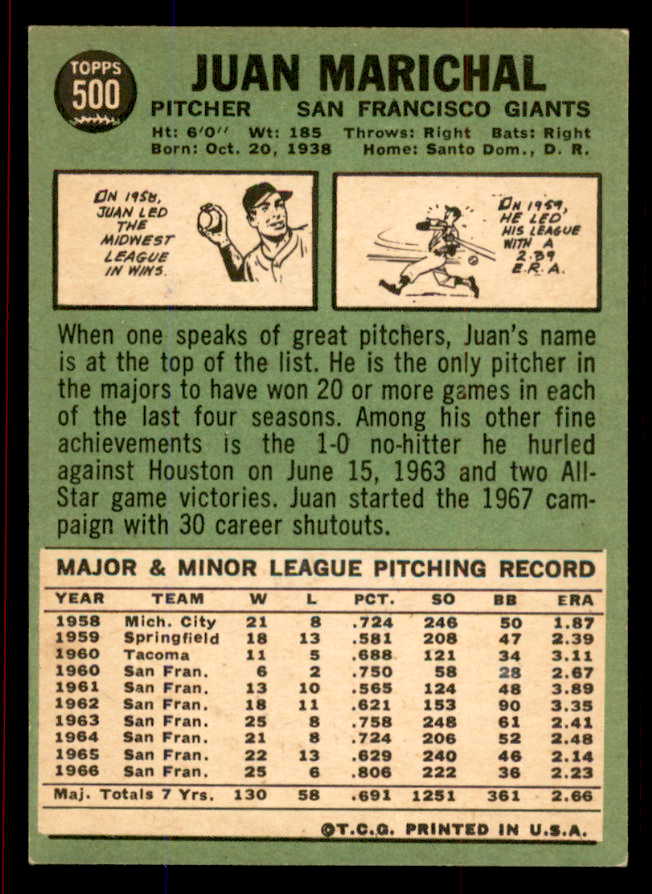 TOPPS
500
JUAN MARICHAL
PITCHER SAN FRANCISCO GIANTS
Ht: 6'0" Wt: 185 Throws: Right Bats: Right
Born: Oct. 20, 1938 Home: Santo Dom., D. R.
ON 1958,
JUAN LED
THE
MIDWEST
LEAGUE
IN WINS.
ON 1959,
HE LED
HIS LEAGUE
WITH A
2.39
E.R.A.
When one speaks of great pitchers, Juan's name
is at the top of the list. He is the only pitcher in
the majors to have won 20 or more games in each
of the last four seasons. Among his other fine
achievements is the 1-0 no-hitter he hurled
against Houston on June 15, 1963 and two All-
Star game victories. Juan started the 1967 cam-
paign with 30 career shutouts.
MAJOR & MINOR LEAGUE PITCHING RECORD
YEAR TEAM W L PCT. SO BB ERA
1958 Mich. City 21 8 .724 246 50 1.87
1959 Springfield 18 13 .581 208 47 2.39
1960 Tacoma 11 5 .688 121 34 3.11
1960 San Fran. 6 2 .750 58 28 2.67
1961 San Fran. 13 10 .565 124 48 3.89
1962 San Fran. 18 11 .621 153 90 3.35
1963 San Fran. 25 8 .758 248 61 2.41
1964 San Fran. 21 8 .724 206 52 2.48
1965 San Fran. 22 13 .629 240 46 2.14
1966 San Fran. 25 6 .806 222 36 2.23
Maj. Totals 7 Yrs. 130 58 .691 1251 361 2.66
©T.C.G. PRINTED IN U.S.A.